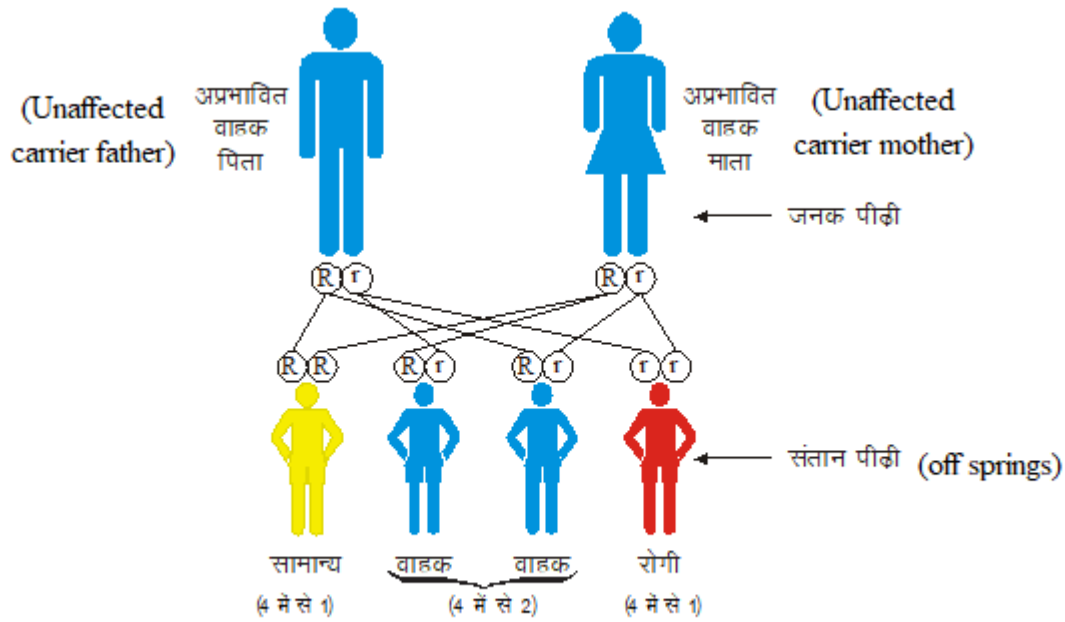 (Unaffected
carrier father)
अप्रभावित
वाहक
पिता
अप्रभावित
वाहक
माता
(Unaffected
carrier mother)
जनक पीढ़ी
R r
R r
R R
R r
R r
r r
संतान पीढ़ी (off springs)
सामान्य
वाहक
वाहक
रोगी
(4 में से 1)
(4 में से 2)
(4 में से 1)